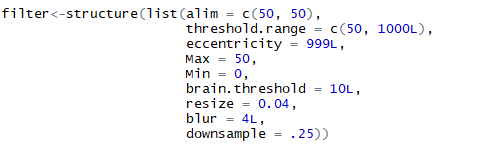 filter<-structure(list(alim = c(50, 50),
threshold.range = c(50, 1000L),
eccentricity = 999L,
Max = 50,
Min = 0,
brain.threshold = 10L,
resize = 0.04,
blur = 4L,
downsample = .25))